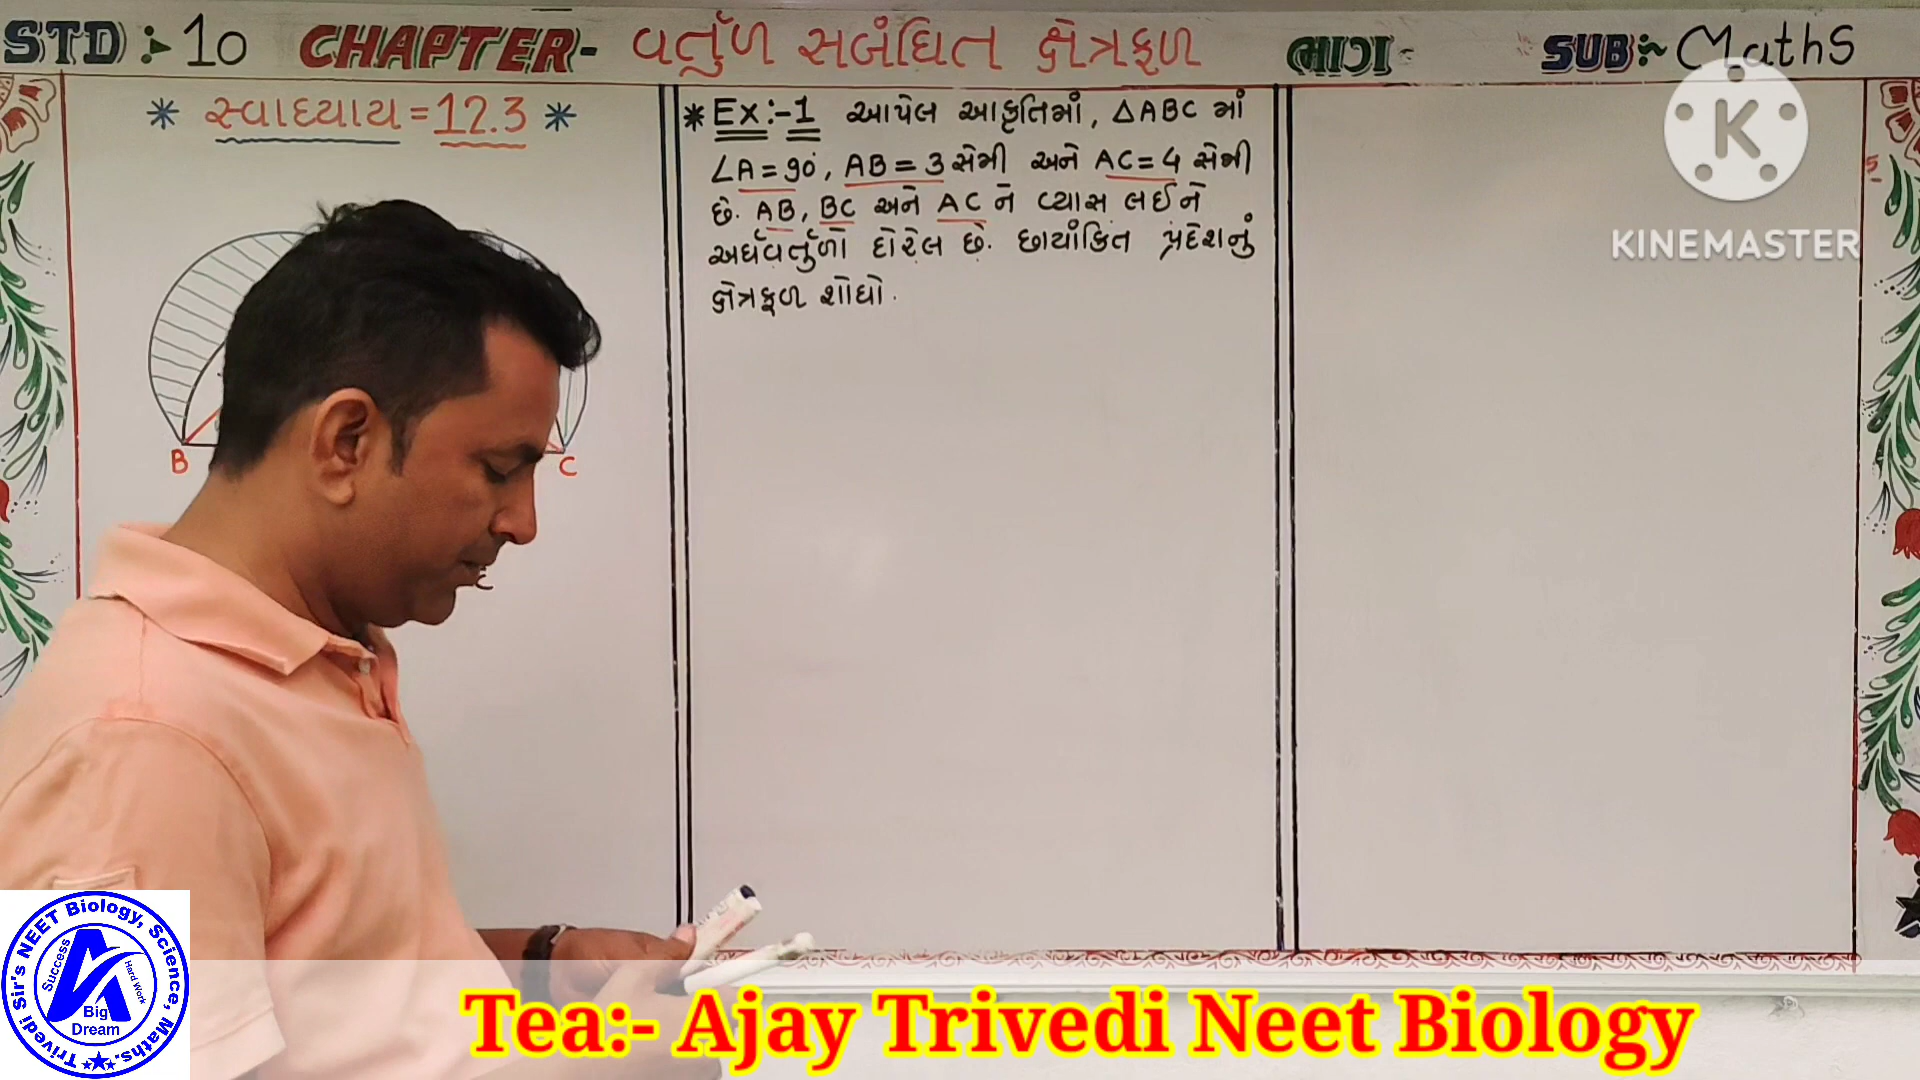 STD :- 10 CHAPTER:- વર્તુળ સબંધિત ક્ષેત્રફળ ભાગ- SUB:- Maths
* સ્વાધ્યાય = 12.3 *
B
C
* Ex:-1 આપેલ આકૃતિમાં, △ABC માં
∠A = 90°, AB = 3 સેમી અને AC = 4 સેમી
છે. AB, BC અને AC ને વ્યાસ લઈને
અર્ધવર્તુળો દોરેલ છે. છાયાંકિત પ્રદેશનું
ક્ષેત્રફળ શોધો.
5
K
KINEMASTER
Trivedi Sir's NEET Biology, Science, Maths.
Success
Hard Work
Big
Dream
Tea:- Ajay Trivedi Neet Biology